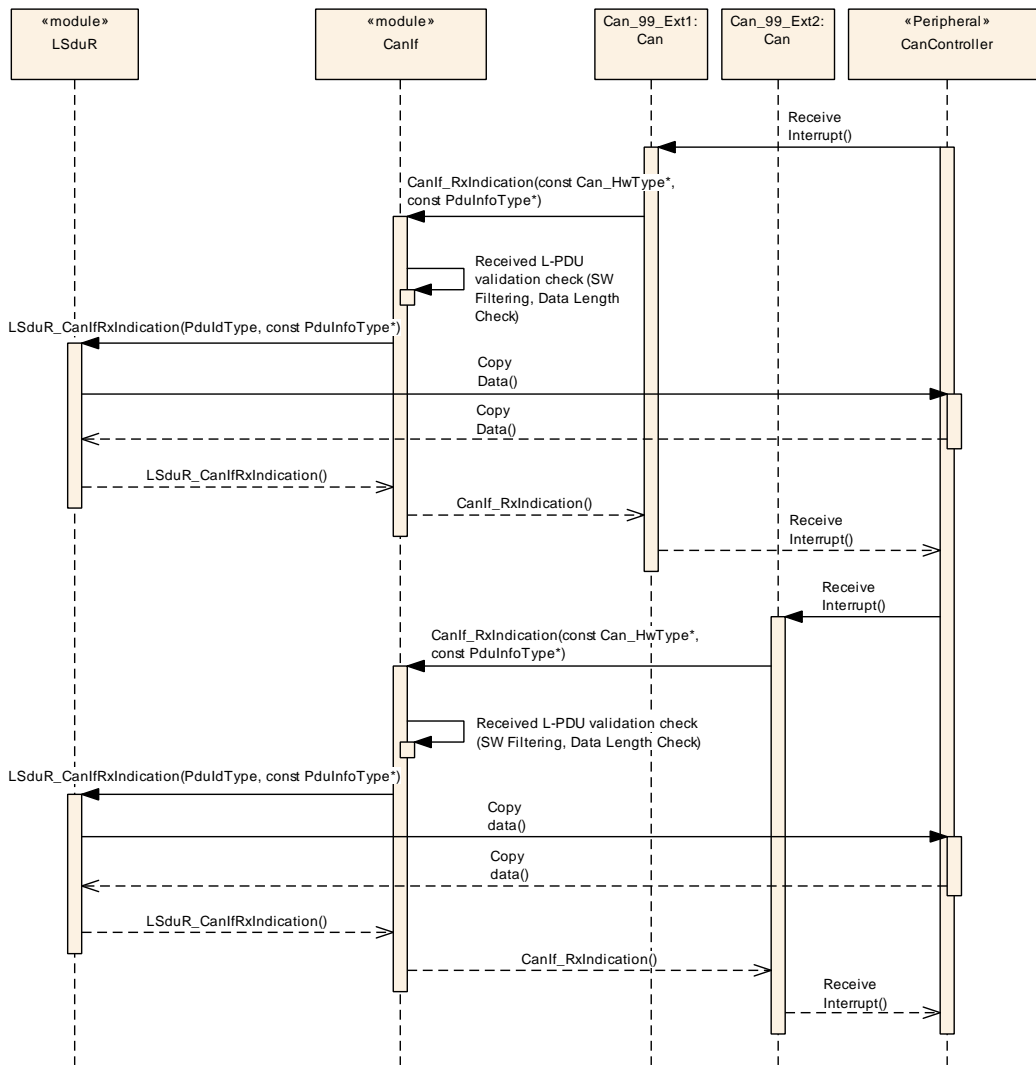 «module»
LSduR
«module»
CanIf
Can_99_Ext1:
Can
Can_99_Ext2:
Can
«Peripheral»
CanController
Receive
Interrupt()
CanIf_RxIndication(const Can_HwType*,
const PduInfoType*)
Received L-PDU
validation check (SW
Filtering, Data Length
Check)
LSduR_CanIfRxIndication(PduIdType, const PduInfoType*)
Copy
Data()
Copy
Data()
LSduR_CanIfRxIndication()
CanIf_RxIndication()
Receive
Interrupt()
Receive
Interrupt()
CanIf_RxIndication(const Can_HwType*,
const PduInfoType*)
Received L-PDU validation check
(SW Filtering, Data Length Check)
LSduR_CanIfRxIndication(PduIdType, const PduInfoType*)
Copy
data()
Copy
data()
LSduR_CanIfRxIndication()
CanIf_RxIndication()
Receive
Interrupt()